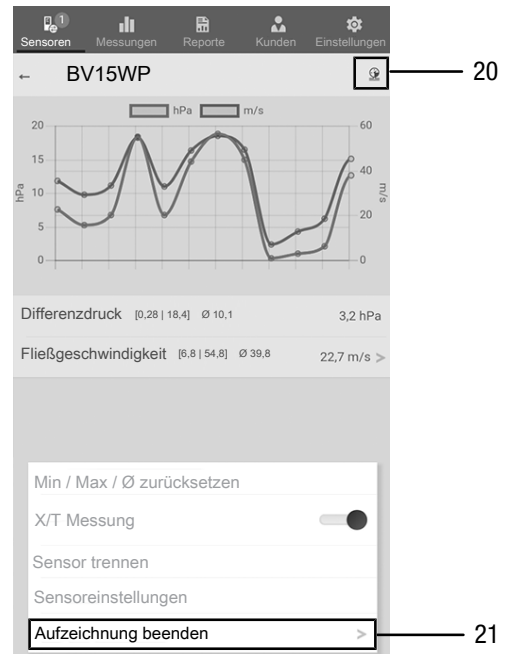 1
Sensoren Messungen Reporte Kunden Einstellungen
← BV15WP
20
hPa m/s
20 60
15
40
10
20
5
0 0
hPa
m/s
Differenzdruck [0,28 | 18,4] Ø 10,1 3,2 hPa
Fließgeschwindigkeit [6,8 | 54,8] Ø 39,8 22,7 m/s >
Min / Max / Ø zurücksetzen
X/T Messung
Sensor trennen
Sensoreinstellungen
Aufzeichnung beenden >
21